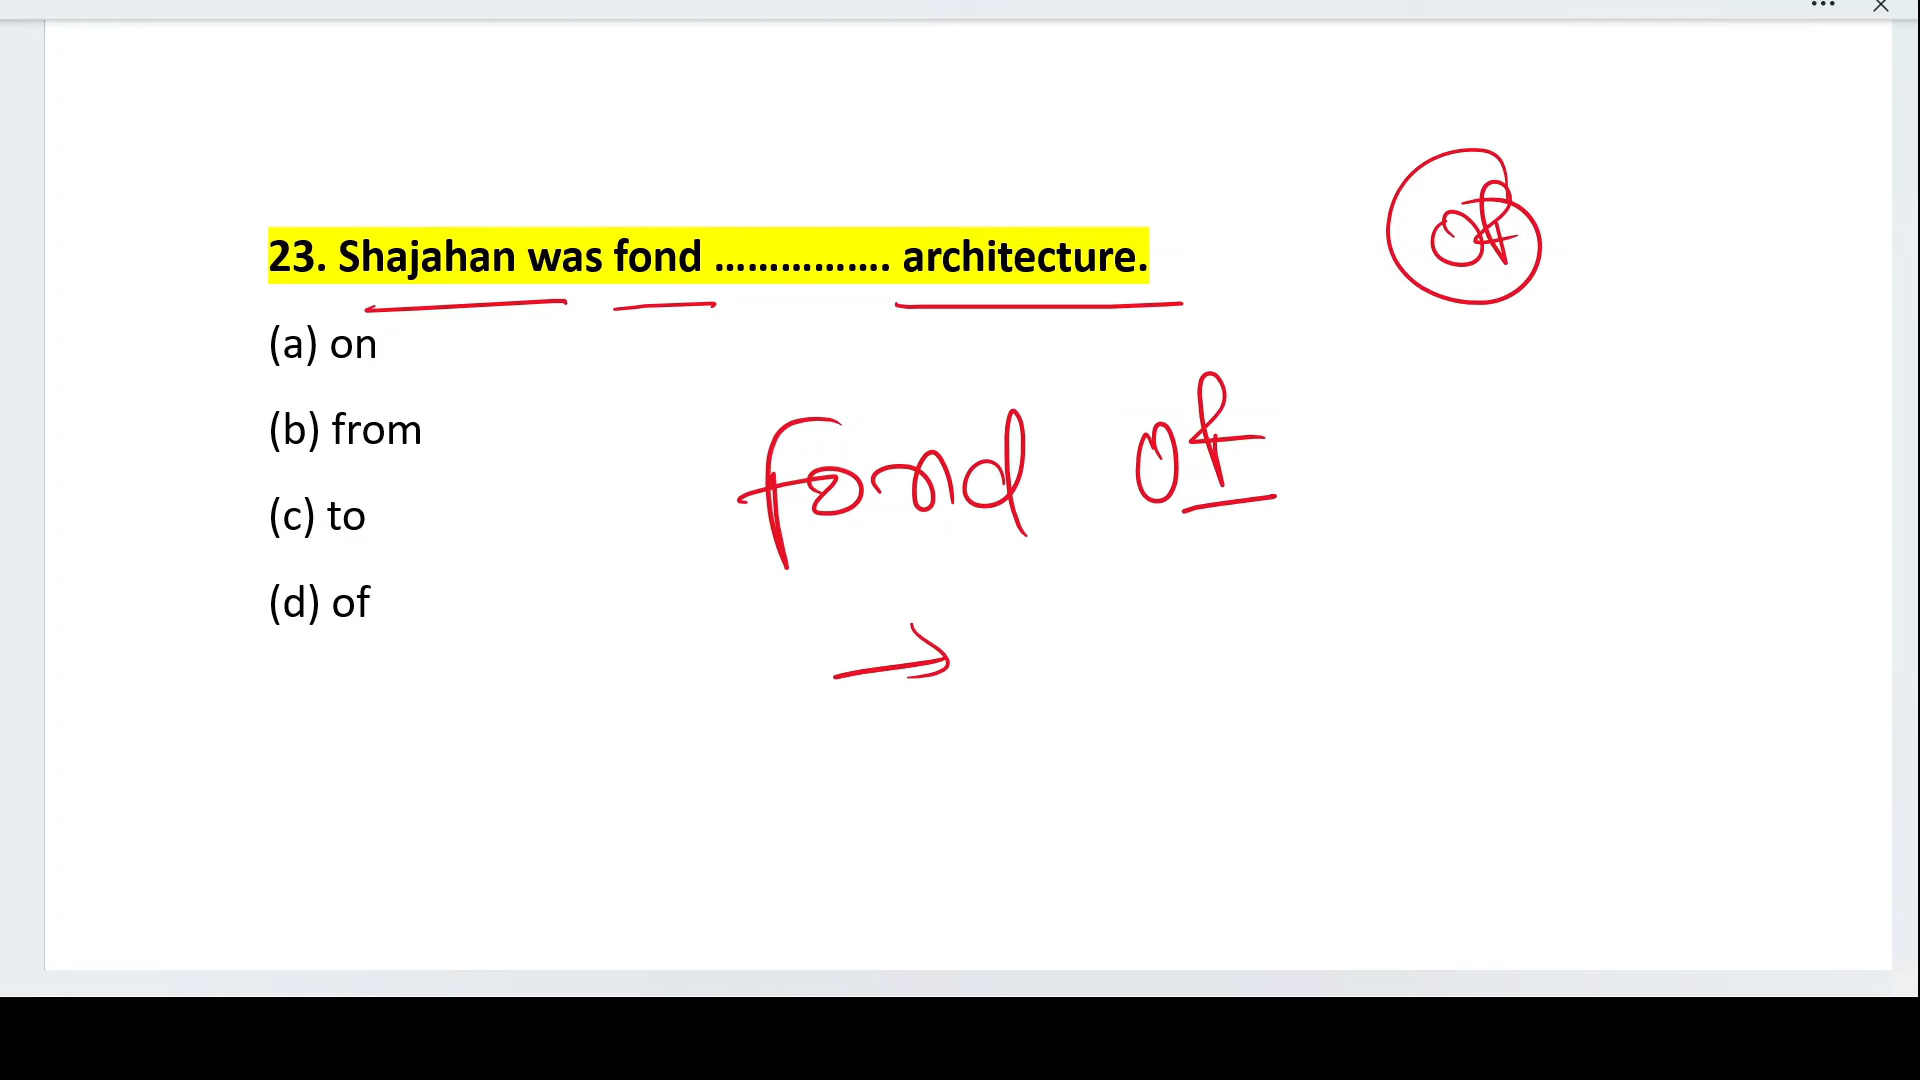 of
23. Shajahan was fond ................ architecture.
(a) on
(b) from
fond of
(c) to
(d) of